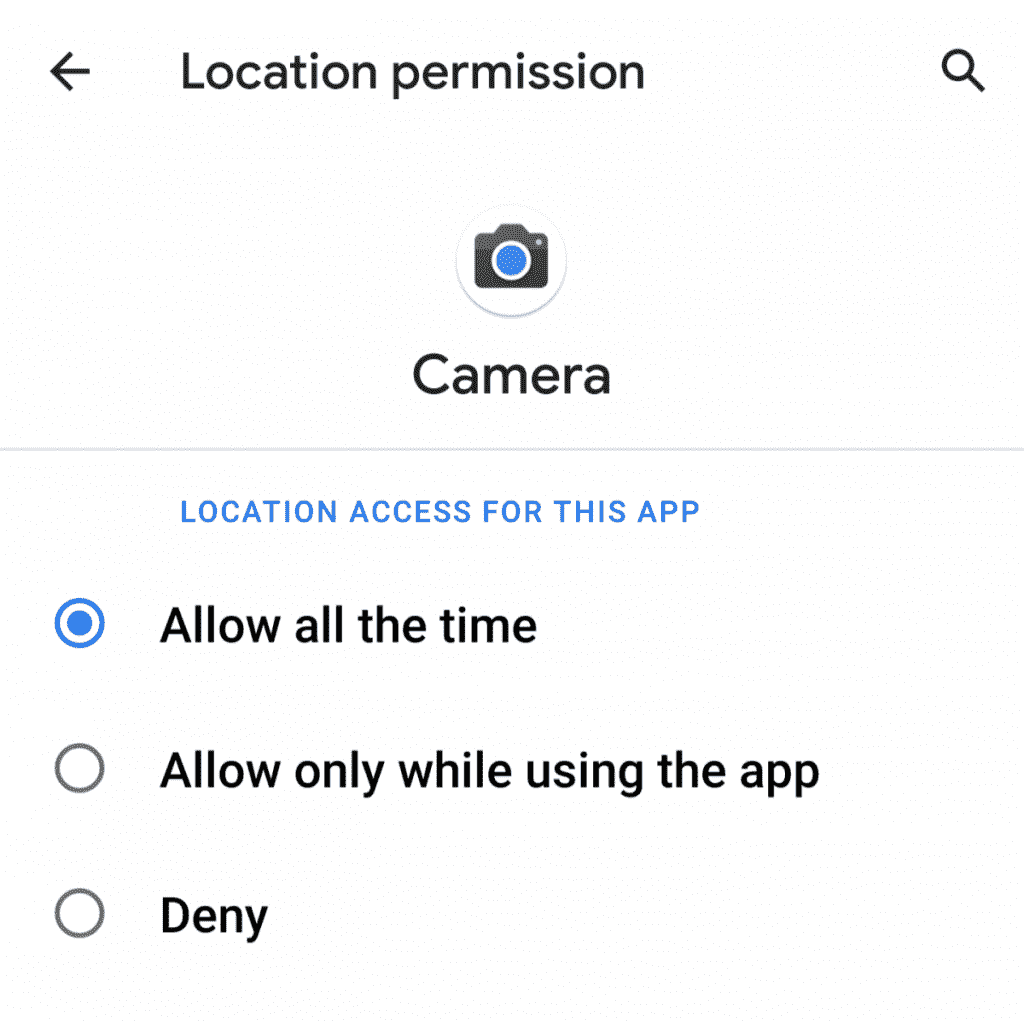 Location permission
Camera
LOCATION ACCESS FOR THIS APP
Allow all the time
Allow only while using the app
Deny